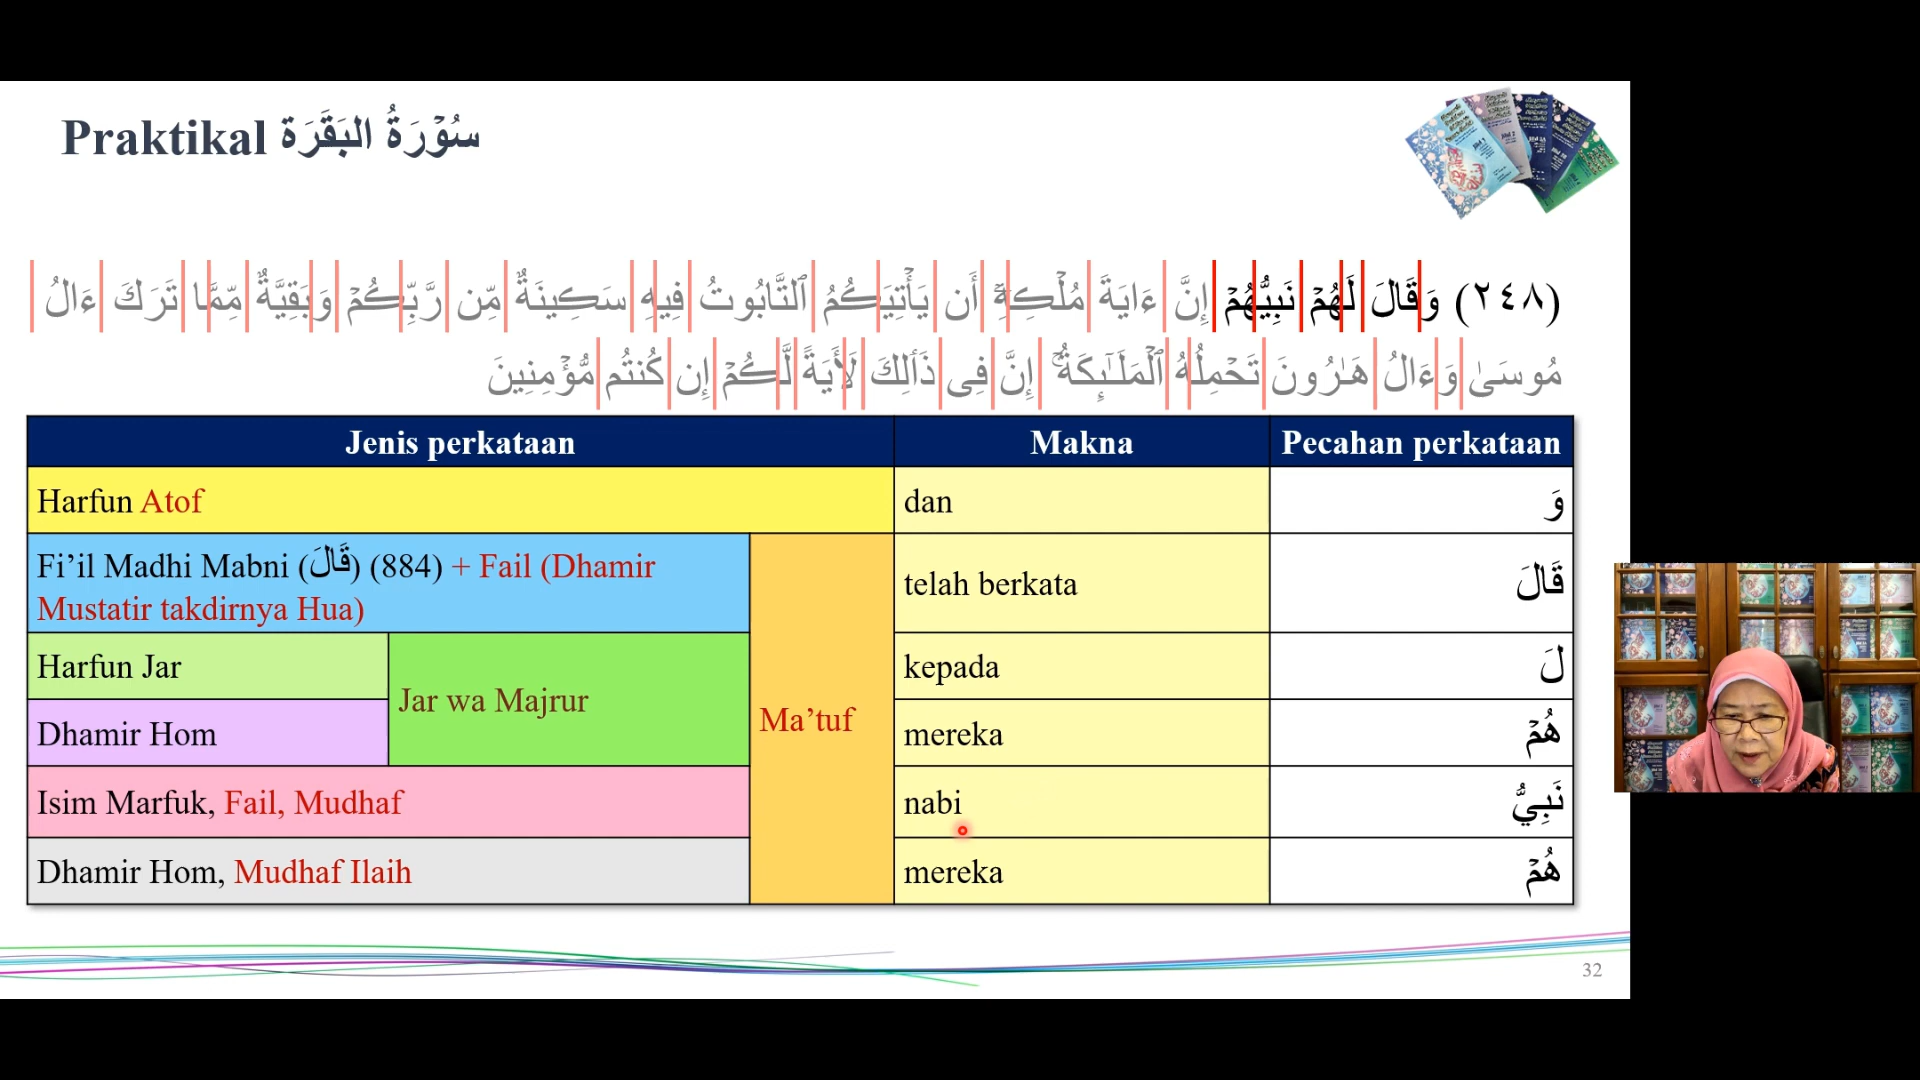 Praktikal سُوْرَةُ البَقَرَة
(٢٤٨) وَقَالَ لَهُمْ نَبِيُّهُمْ إِنَّ ءَايَةَ مُلْكِهِۦٓ أَن يَأْتِيَكُمُ ٱلتَّابُوتُ فِيهِ سَكِينَةٌ مِّن رَّبِّكُمْ وَبَقِيَّةٌ مِّمَّا تَرَكَ ءَالُ
مُوسَىٰ وَءَالُ هَـٰرُونَ تَحْمِلُهُ ٱلْمَلَـٰٓئِكَةُ ۚ إِنَّ فِى ذَٰلِكَ لَـَٔايَةً لَّكُمْ إِن كُنتُم مُّؤْمِنِينَ
Jenis perkataan Makna Pecahan perkataan
Harfun Atof dan وَ
Fi’il Madhi Mabni (قَالَ) (884) + Fail (Dhamir
Mustatir takdirnya Hua) telah berkata قَالَ
Harfun Jar kepada لَ
Jar wa Majrur
Ma’tuf
Dhamir Hom mereka هُمْ
Isim Marfuk, Fail, Mudhaf nabi نَبِيُّ
Dhamir Hom, Mudhaf Ilaih mereka هُمْ
32